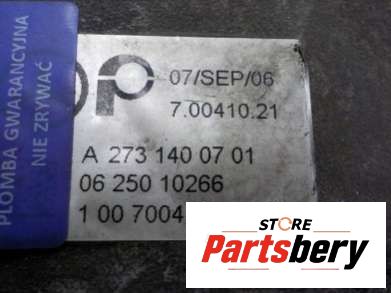 PLOMBA GWARANCYJNA
NIE ZRYWAĆ
07/SEP/06
7.00410.21
A 273 140 07 01
06 250 10266
1 00 7004
STORE
Partsbery